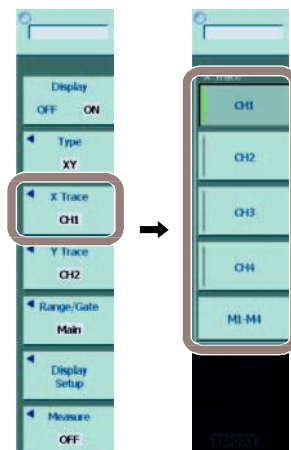 Display
OFF ON
Type
XY
X Trace
CH1
Y Trace
CH2
Range/Gate
Main
Display
Setup
Measure
OFF
X Trace
CH1
CH2
CH3
CH4
M1-M4